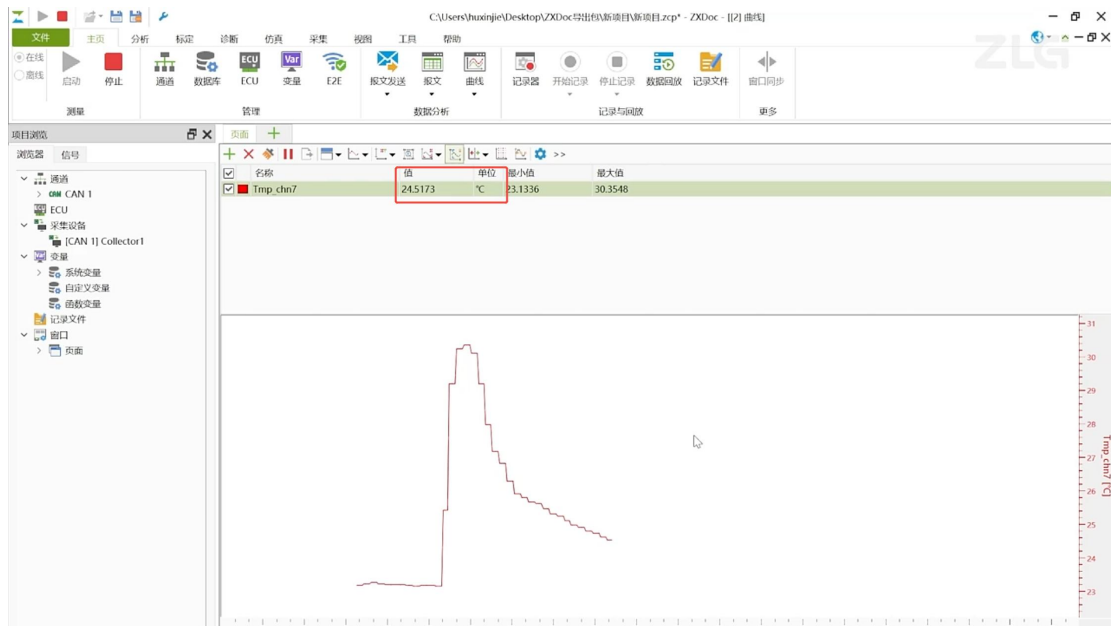 C:\Users\huxinjie\Desktop\ZXDoc导出包\新项目\新项目.zcp* - ZXDoc - [[2] 曲线]
文件 主页 分析 标定 诊断 仿真 采集 视图 工具 帮助
ZLG
在线
离线
启动 停止 通道 数据库 ECU 变量 E2E 报文发送 报文 曲线 记录器 开始记录 停止记录 数据回放 记录文件 窗口同步
测量 管理 数据分析 记录与回放 更多
项目浏览
页面
浏览器 信号
>>
名称 值 单位 最小值 最大值
Tmp_chn7 24.5173 ℃ 23.1336 30.3548
通道
CAN CAN 1
ECU
采集设备
[CAN 1] Collector1
变量
系统变量
自定义变量
函数变量
记录文件
窗口
页面
31
30
29
28
27
26
25
24
23
Tmp_chn7 [℃]